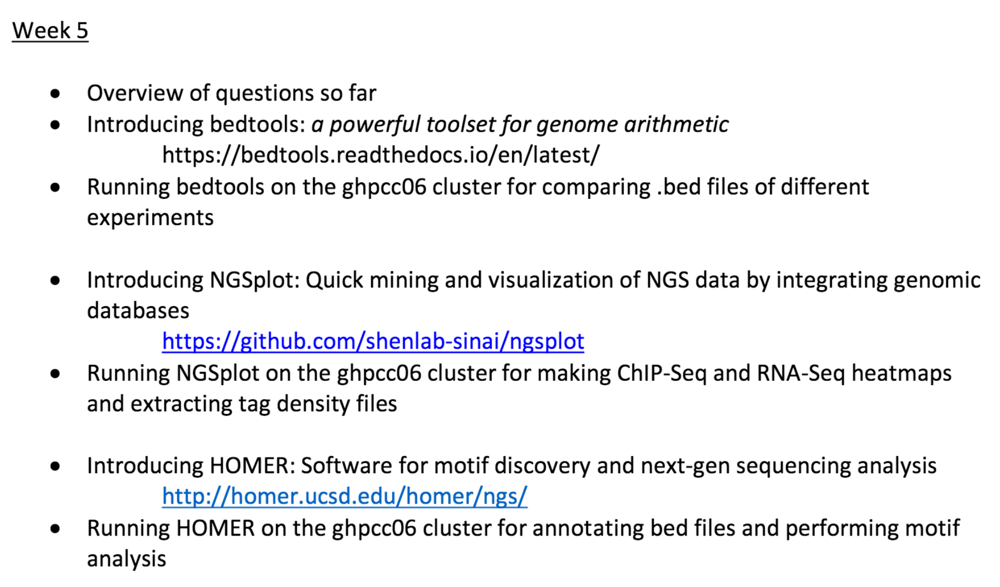 Week 5
• Overview of questions so far
• Introducing bedtools: a powerful toolset for genome arithmetic
https://bedtools.readthedocs.io/en/latest/
• Running bedtools on the ghpcc06 cluster for comparing .bed files of different
experiments
• Introducing NGSplot: Quick mining and visualization of NGS data by integrating genomic
databases
https://github.com/shenlab-sinai/ngsplot
• Running NGSplot on the ghpcc06 cluster for making ChIP-Seq and RNA-Seq heatmaps
and extracting tag density files
• Introducing HOMER: Software for motif discovery and next-gen sequencing analysis
http://homer.ucsd.edu/homer/ngs/
• Running HOMER on the ghpcc06 cluster for annotating bed files and performing motif
analysis